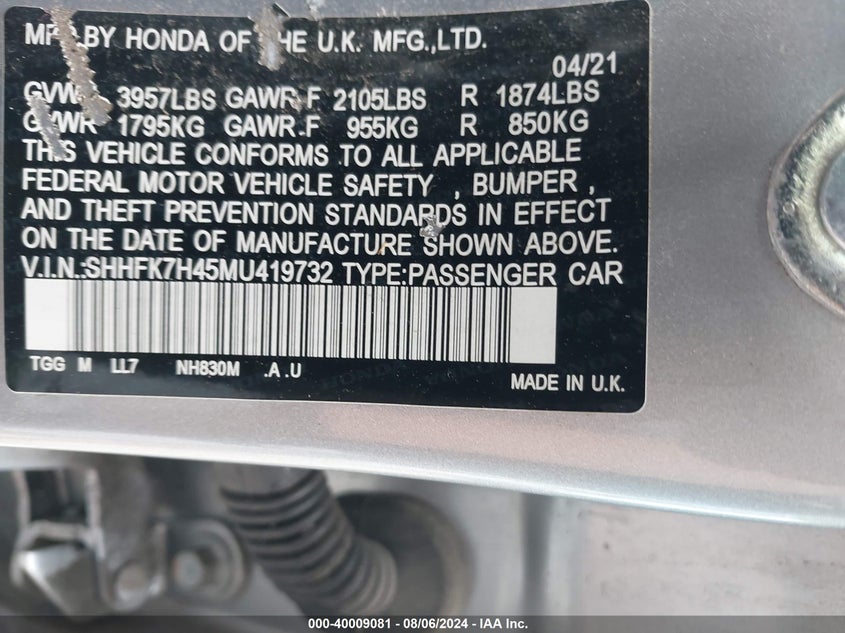 MFD.BY HONDA OF THE U.K. MFG.,LTD.
04/21
GVWR 3957LBS GAWR.F 2105LBS R 1874LBS
GVWR 1795KG GAWR.F 955KG R 850KG
THIS VEHICLE CONFORMS TO ALL APPLICABLE
FEDERAL MOTOR VEHICLE SAFETY , BUMPER ,
AND THEFT PREVENTION STANDARDS IN EFFECT
ON THE DATE OF MANUFACTURE SHOWN ABOVE.
V.I.N.:SHHFK7H45MU419732 TYPE:PASSENGER CAR
TGG M LL7 NH830M .A .U
MADE IN U.K.
000-40009081 - 08/06/2024 - IAA Inc.